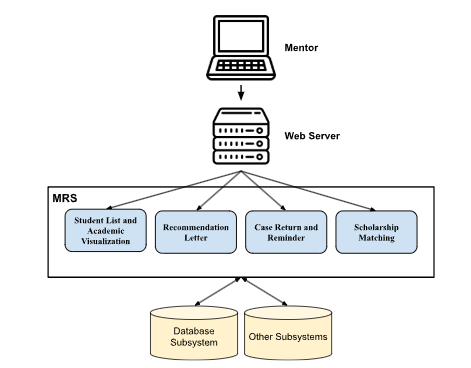 Mentor
Web Server
MRS
Student List and
Academic
Visualization
Recommendation
Letter
Case Return and
Reminder
Scholarship
Matching
Database
Subsystem
Other Subsystems